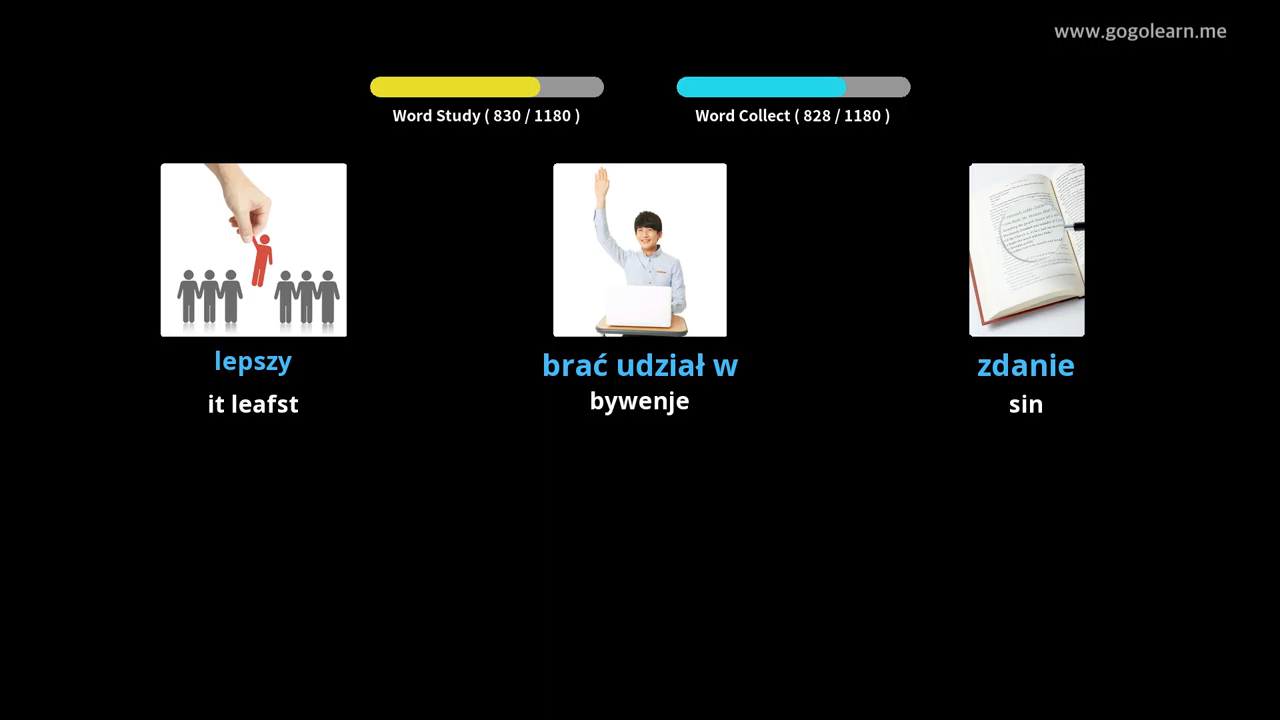 www.gogolearn.me
Word Study ( 830 / 1180 )
Word Collect ( 828 / 1180 )
lepszy
brać udział w
zdanie
it leafst
bywenje
sin